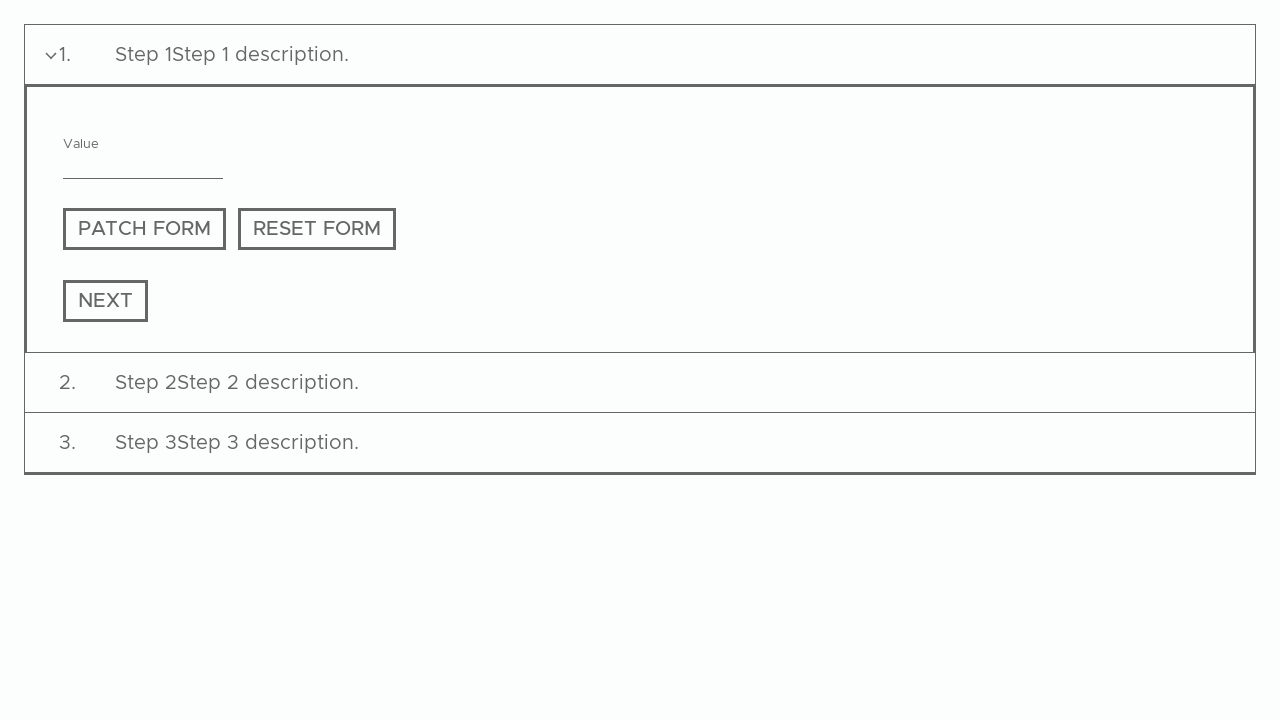 1. Step 1Step 1 description.
Value
PATCH FORM RESET FORM
NEXT
2. Step 2Step 2 description.
3. Step 3Step 3 description.